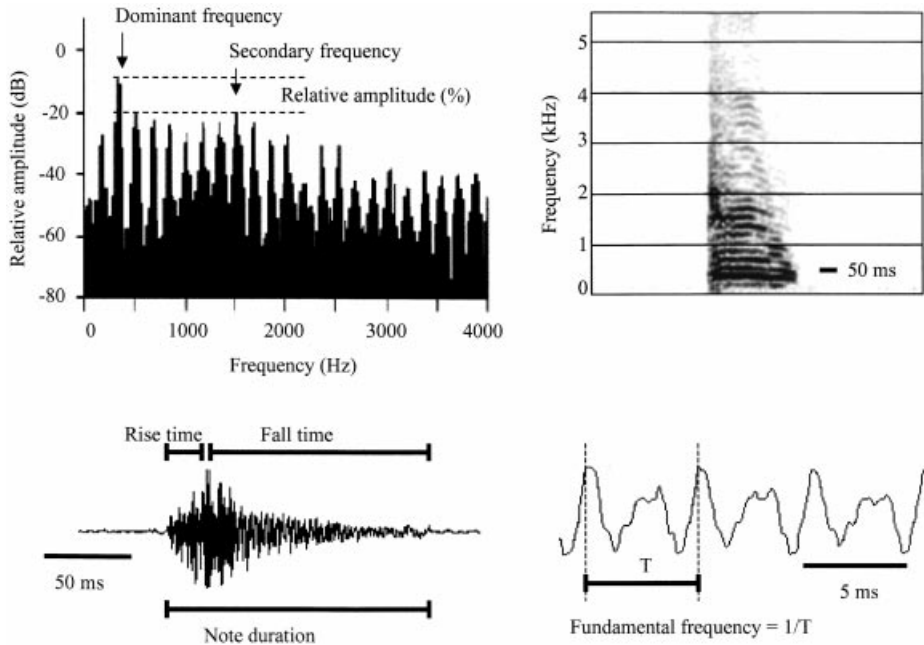 Dominant frequency
Secondary frequency
Relative amplitude (%)
Relative amplitude (dB)
0
-20
-40
-60
-80
0 1000 2000 3000 4000
Frequency (Hz)
Frequency (kHz)
5
4
3
2
1
0
50 ms
Rise time Fall time
50 ms
Note duration
T
5 ms
Fundamental frequency = 1/T